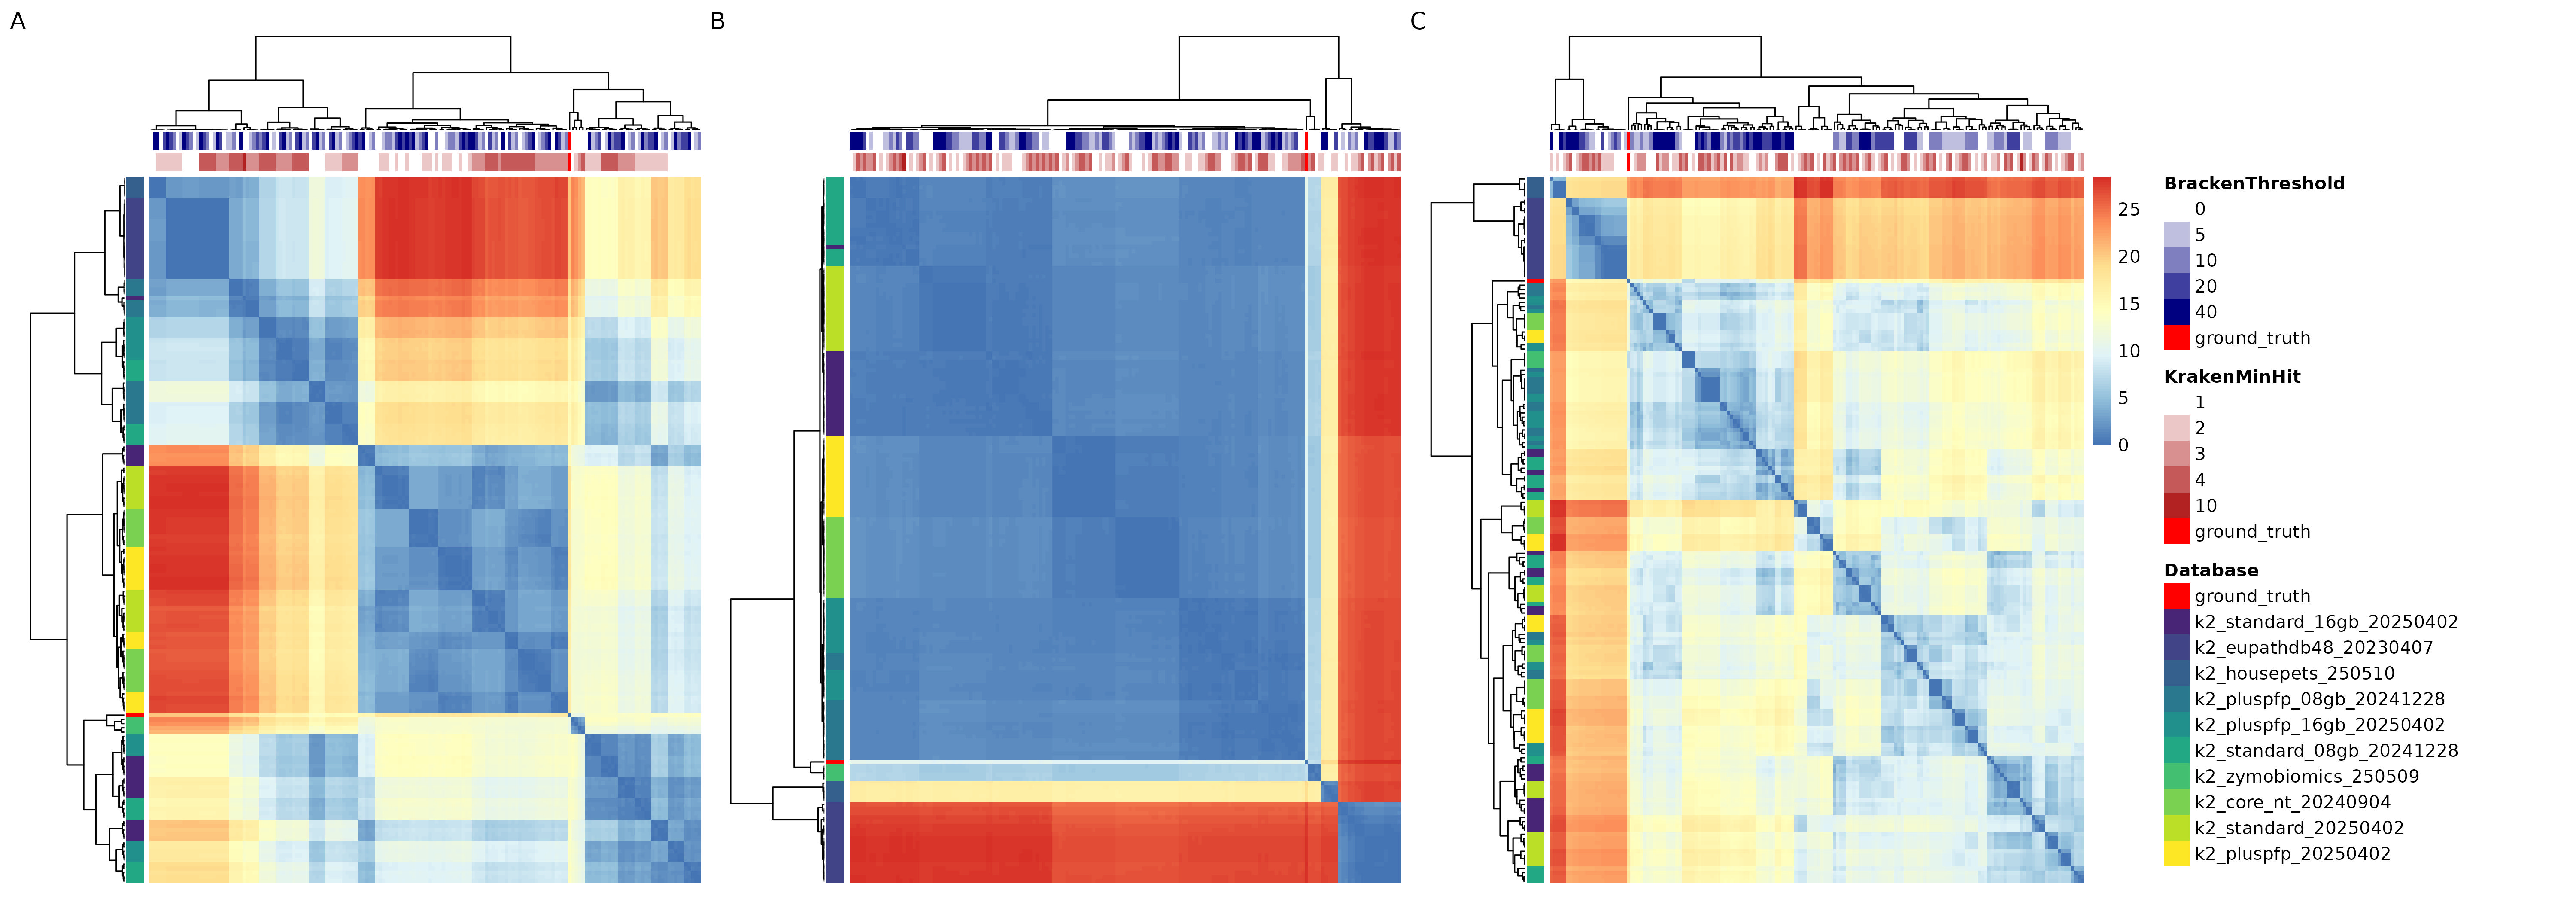 A
B
C
25
20
15
10
5
0
BrackenThreshold
0
5
10
20
40
ground_truth
KrakenMinHit
1
2
3
4
10
ground_truth
Database
ground_truth
k2_standard_16gb_20250402
k2_eupathdb48_20230407
k2_housepets_250510
k2_pluspfp_08gb_20241228
k2_pluspfp_16gb_20250402
k2_standard_08gb_20241228
k2_zymobiomics_250509
k2_core_nt_20240904
k2_standard_20250402
k2_pluspfp_20250402